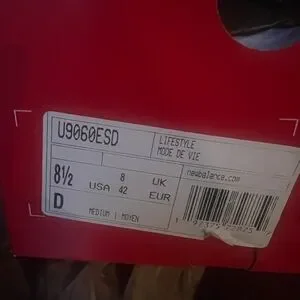 U9060ESD
LIFESTYLE
MODE DE VIE
8½ USA
8 UK
42 EUR
newbalance.com
D
MEDIUM | MOYEN